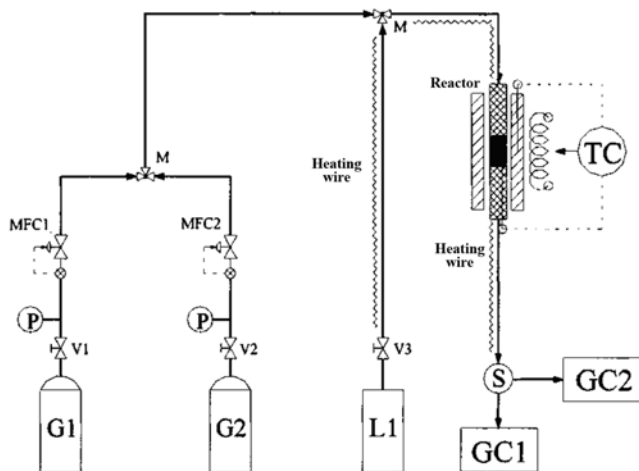 M
M
Reactor
TC
Heating
wire
M
MFC1
MFC2
Heating
wire
P
P
V1
V2
V3
S
GC2
G1
G2
L1
GC1